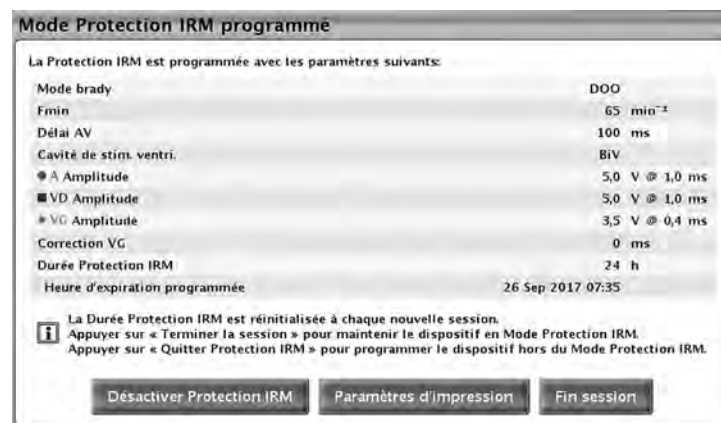 Mode Protection IRM programmé
La Protection IRM est programmée avec les paramètres suivants:
Mode brady DOO
Fmin 65 min⁻¹
Délai AV 100 ms
Cavité de stim. ventri. BiV
A Amplitude 5,0 V @ 1,0 ms
VD Amplitude 5,0 V @ 1,0 ms
VG Amplitude 3,5 V @ 0,4 ms
Correction VG 0 ms
Durée Protection IRM 24 h
Heure d'expiration programmée 26 Sep 2017 07:35
La Durée Protection IRM est réinitialisée à chaque nouvelle session.
Appuyer sur « Terminer la session » pour maintenir le dispositif en Mode Protection IRM.
Appuyer sur « Quitter Protection IRM » pour programmer le dispositif hors du Mode Protection IRM.
Désactiver Protection IRM Paramètres d'impression Fin session